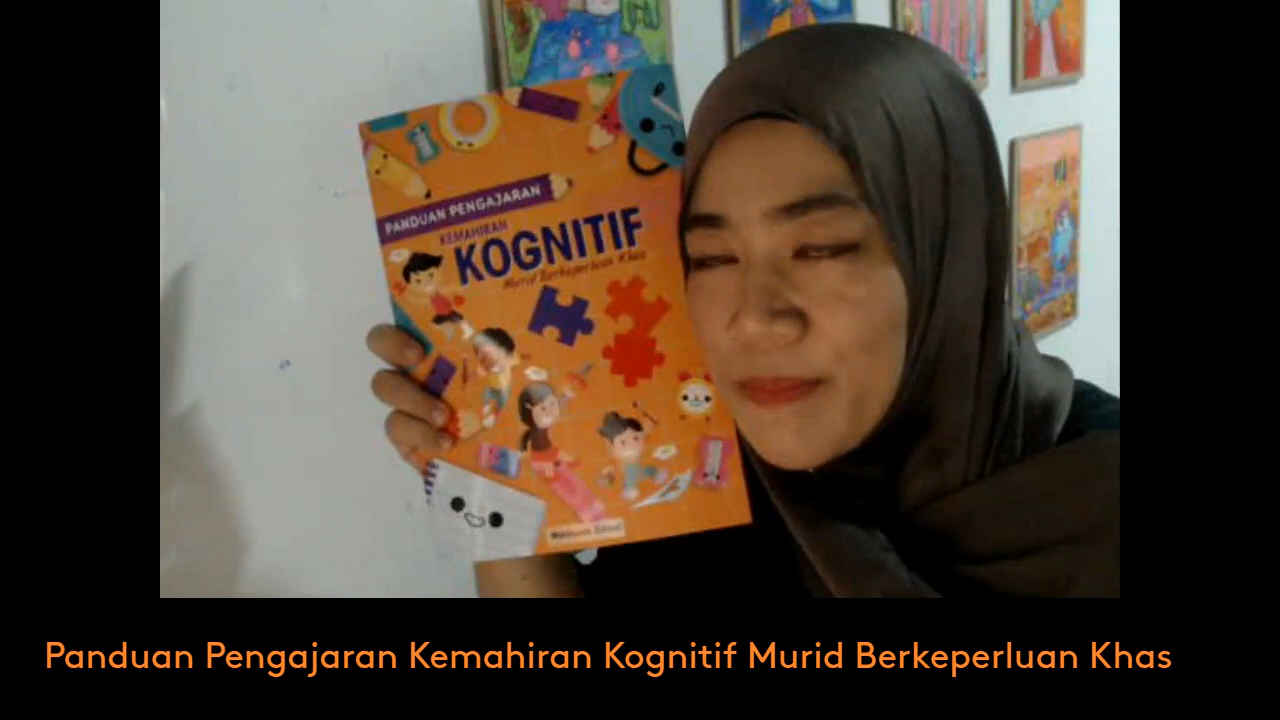 PANDUAN PENGAJARAN
KEMAHIRAN
KOGNITIF
Murid Berkeperluan Khas
Panduan Pengajaran Kemahiran Kognitif Murid Berkeperluan Khas